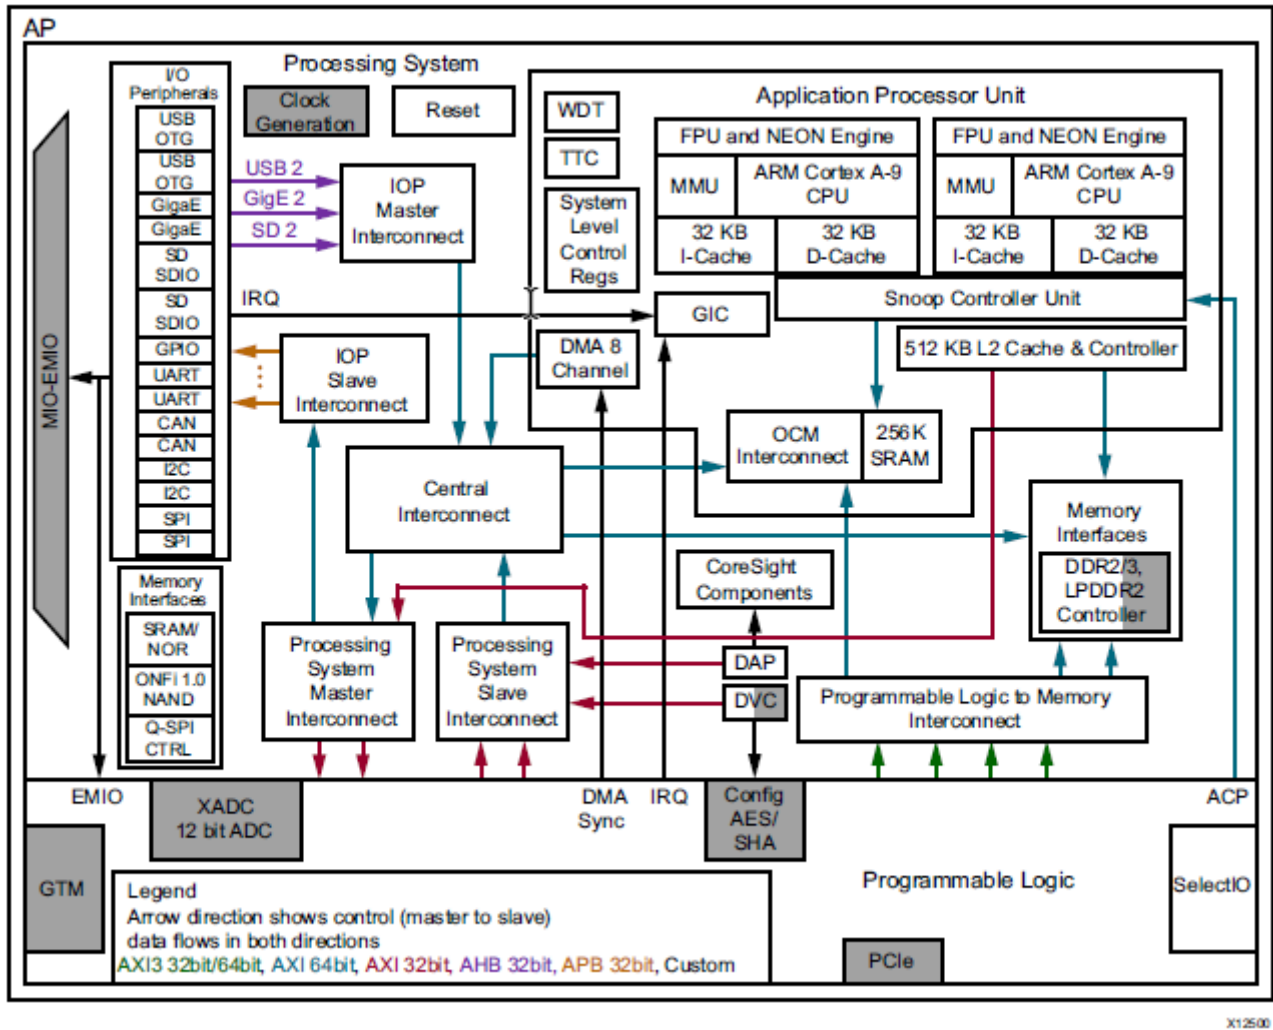 AP
Processing System
I/O
Peripherals
USB
OTG
USB
OTG
GigaE
GigaE
SD
SDIO
SD
SDIO
GPIO
UART
UART
CAN
CAN
I2C
I2C
SPI
SPI
Memory
Interfaces
SRAM/
NOR
ONFi 1.0
NAND
Q-SPI
CTRL
MIO-EMIO
Clock
Generation
Reset
USB 2
GigE 2
SD 2
IOP
Master
Interconnect
IRQ
IOP
Slave
Interconnect
Application Processor Unit
WDT
TTC
System
Level
Control
Regs
FPU and NEON Engine
MMU
ARM Cortex A-9
CPU
32 KB
I-Cache
32 KB
D-Cache
FPU and NEON Engine
MMU
ARM Cortex A-9
CPU
32 KB
I-Cache
32 KB
D-Cache
Snoop Controller Unit
GIC
DMA 8
Channel
512 KB L2 Cache & Controller
OCM
Interconnect
256K
SRAM
Central
Interconnect
Memory
Interfaces
DDR2/3,
LPDDR2
Controller
CoreSight
Components
Processing
System
Master
Interconnect
Processing
System
Slave
Interconnect
DAP
DVC
Programmable Logic to Memory
Interconnect
EMIO
XADC
12 bit ADC
DMA
Sync
IRQ
Config
AES/
SHA
ACP
GTM
Programmable Logic
SelectIO
PCIe
Legend
Arrow direction shows control (master to slave)
data flows in both directions
AXI3 32bit/64bit, AXI 64bit, AXI 32bit, AHB 32bit, APB 32bit, Custom
X12500